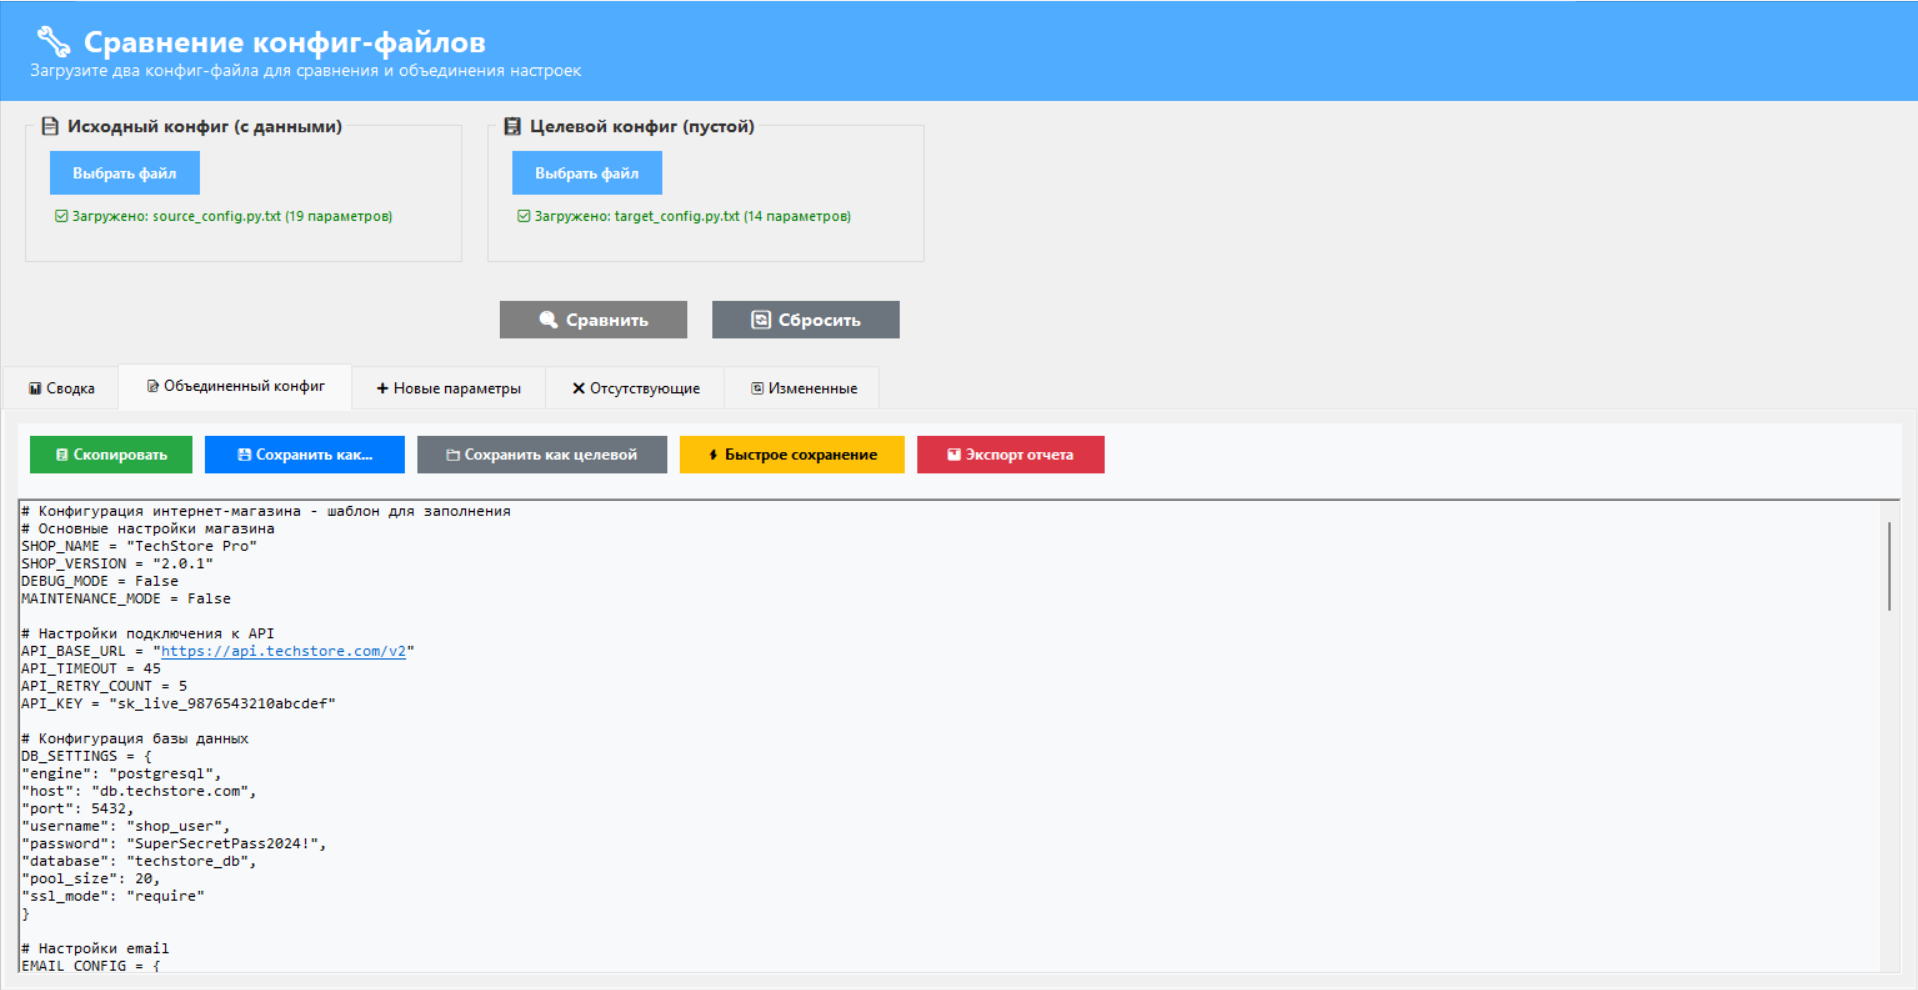 Сравнение конфиг-файлов
Загрузите два конфиг-файла для сравнения и объединения настроек
Исходный конфиг (с данными)
Выбрать файл
Загружено: source_config.py.txt (19 параметров)
Целевой конфиг (пустой)
Выбрать файл
Загружено: target_config.py.txt (14 параметров)
Сравнить
Сбросить
Сводка
Объединенный конфиг
Новые параметры
Отсутствующие
Измененные
Скопировать
Сохранить как...
Сохранить как целевой
Быстрое сохранение
Экспорт отчета
# Конфигурация интернет-магазина - шаблон для заполнения
# Основные настройки магазина
SHOP_NAME = "TechStore Pro"
SHOP_VERSION = "2.0.1"
DEBUG_MODE = False
MAINTENANCE_MODE = False
# Настройки подключения к API
API_BASE_URL = "https://api.techstore.com/v2"
API_TIMEOUT = 45
API_RETRY_COUNT = 5
API_KEY = "sk_live_9876543210abcdef"
# Конфигурация базы данных
DB_SETTINGS = {
"engine": "postgresql",
"host": "db.techstore.com",
"port": 5432,
"username": "shop_user",
"password": "SuperSecretPass2024!",
"database": "techstore_db",
"pool_size": 20,
"ssl_mode": "require"
}
# Настройки email
EMAIL_CONFIG = {